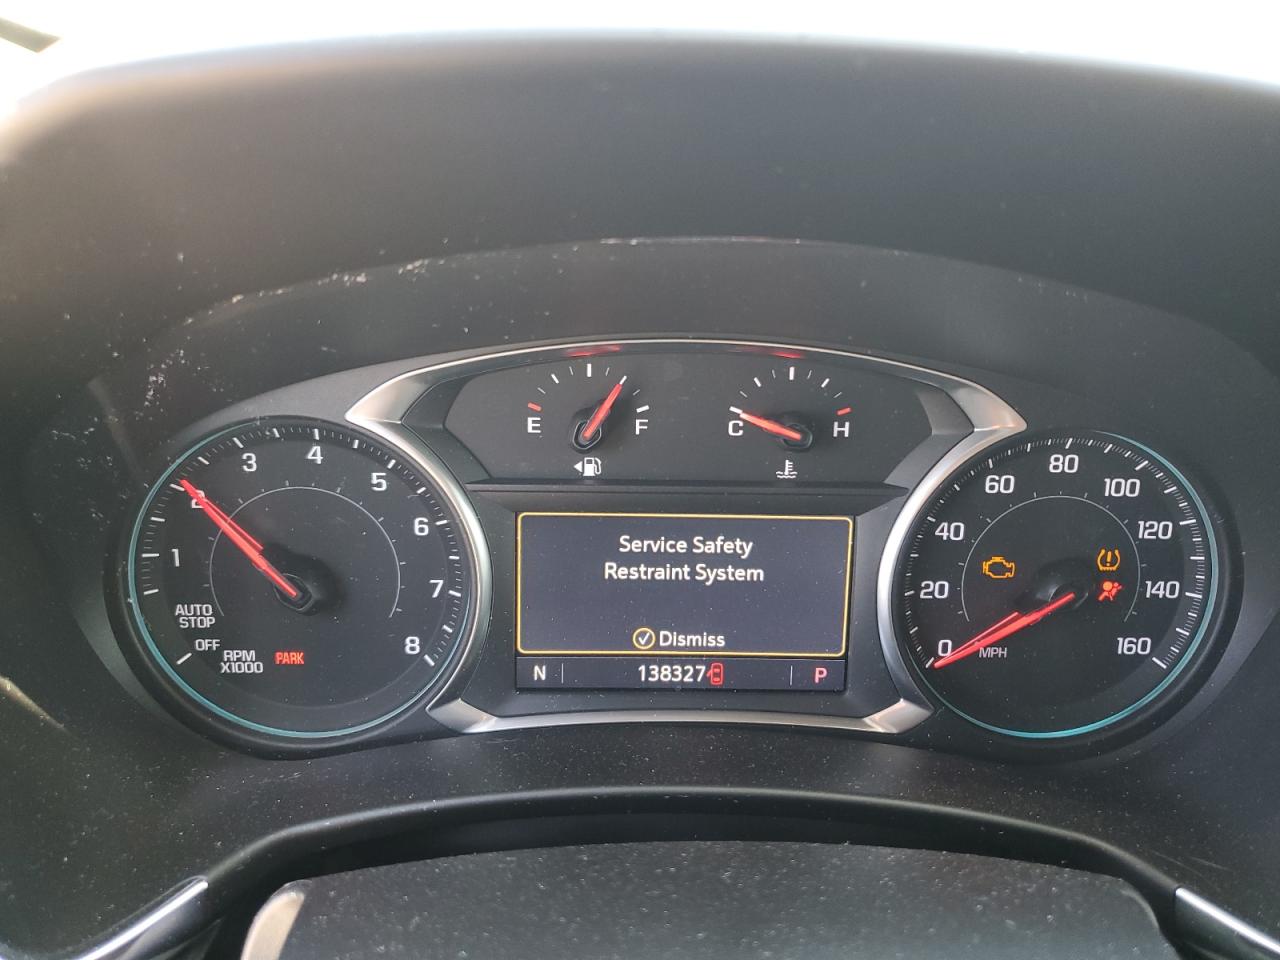 E
F
C
H
1
2
3
4
5
6
7
8
AUTO
STOP
OFF
RPM
X1000
PARK
Service Safety
Restraint System
Dismiss
N
138327
P
0
20
40
60
80
100
120
140
160
MPH